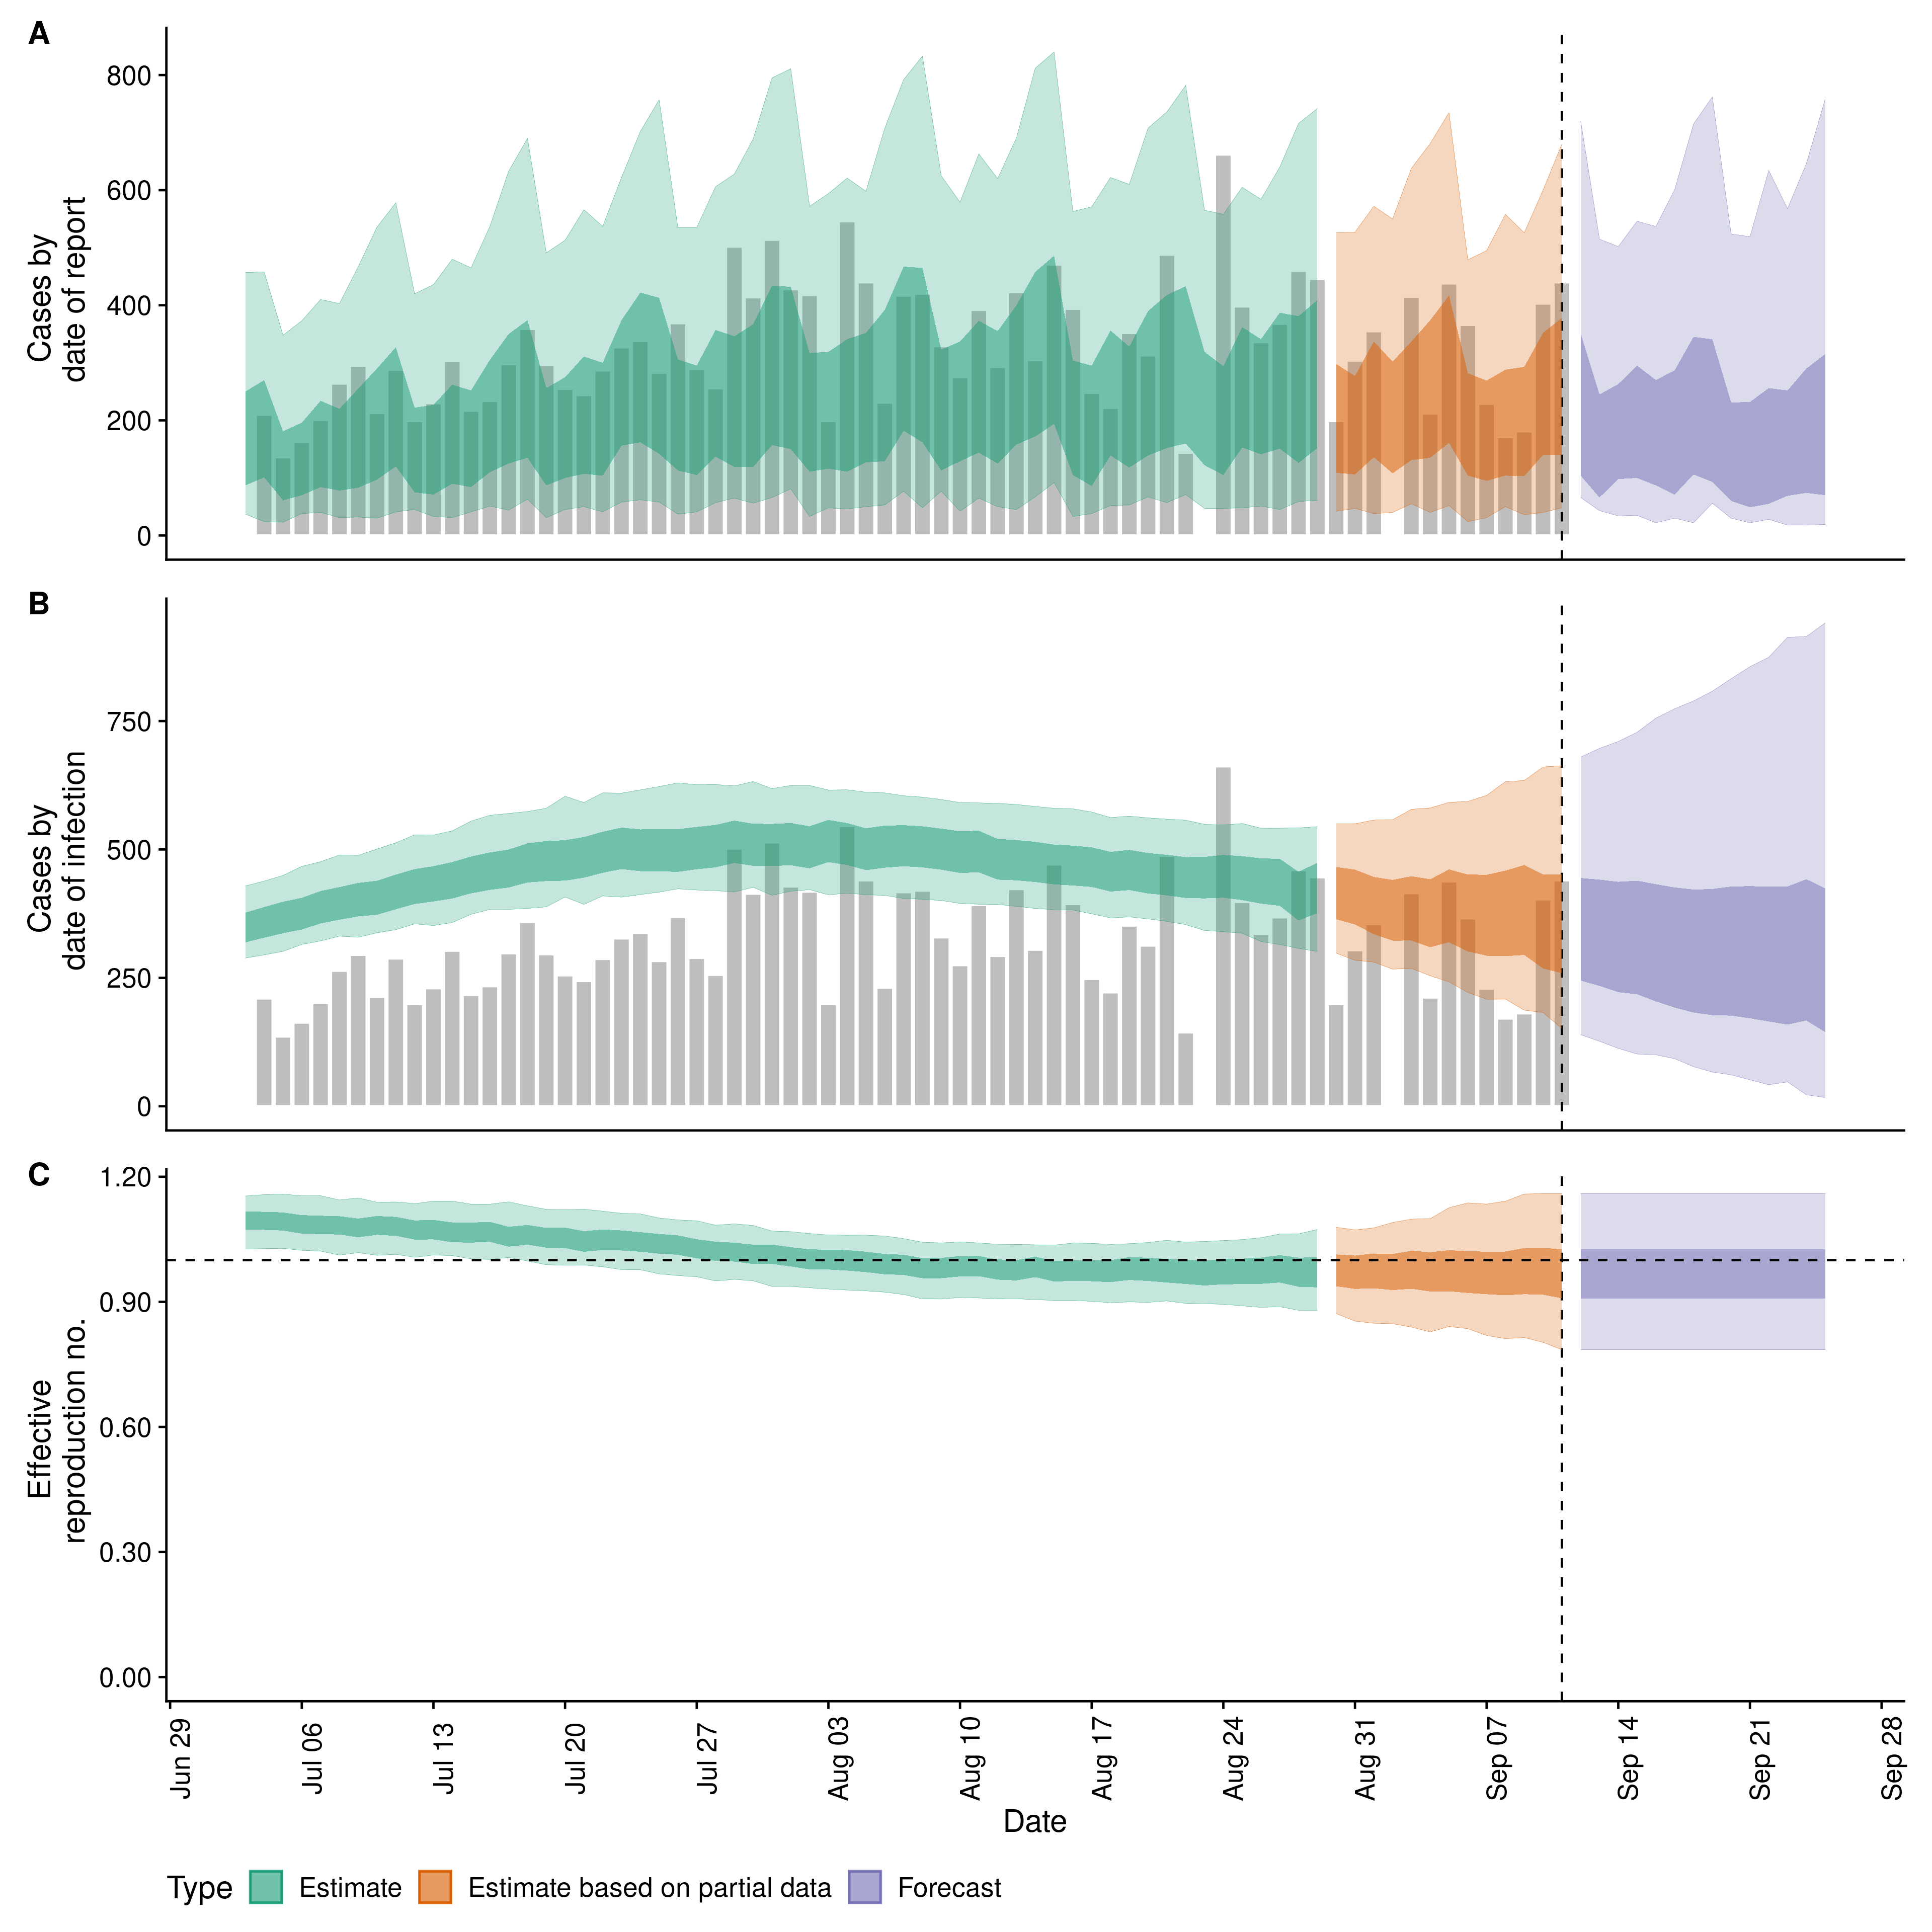 A
Cases by
date of report
800
600
400
200
0
B
Cases by
date of infection
750
500
250
0
C
Effective
reproduction no.
1.20
0.90
0.60
0.30
0.00
Jun 29
Jul 06
Jul 13
Jul 20
Jul 27
Aug 03
Aug 10
Aug 17
Aug 24
Aug 31
Sep 07
Sep 14
Sep 21
Sep 28
Date
Type Estimate Estimate based on partial data Forecast